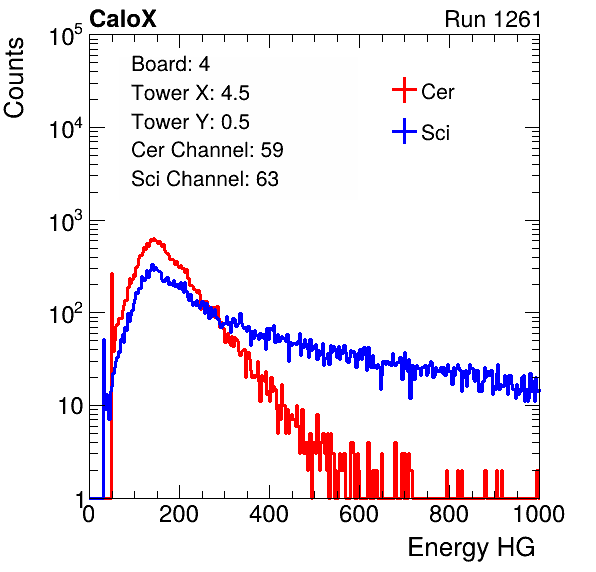 CaloX Run 1261
Counts
10^5
10^4
10^3
10^2
10
1
Board: 4
Tower X: 4.5
Tower Y: 0.5
Cer Channel: 59
Sci Channel: 63
Cer
Sci
0 200 400 600 800 1000
Energy HG